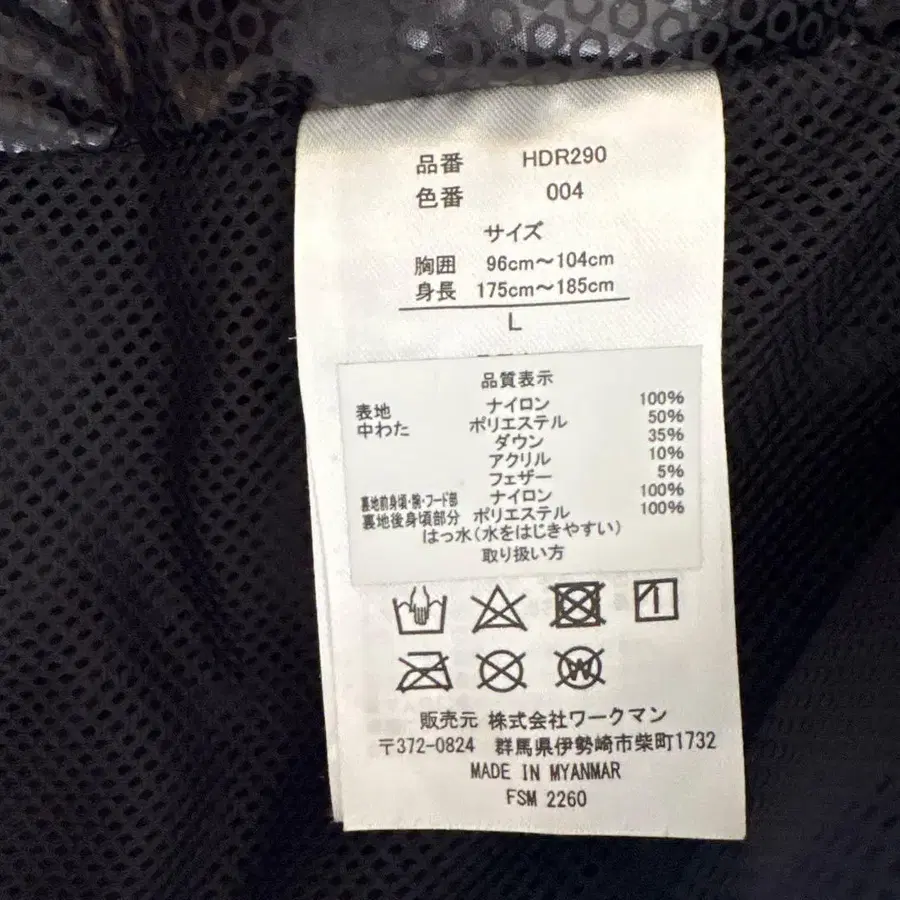 品番 HDR290
色番 004
サイズ
胸囲 96cm～104cm
身長 175cm～185cm
L
品質表示
表地 ナイロン 100%
中わた ポリエステル 50%
ダウン 35%
アクリル 10%
フェザー 5%
裏地前身頃・腕・フード部 ナイロン 100%
裏地後身頃部分 ポリエステル 100%
はっ水(水をはじきやすい)
取り扱い方
W
販売元 株式会社ワークマン
〒372-0824 群馬県伊勢崎市柴町1732
MADE IN MYANMAR
FSM 2260